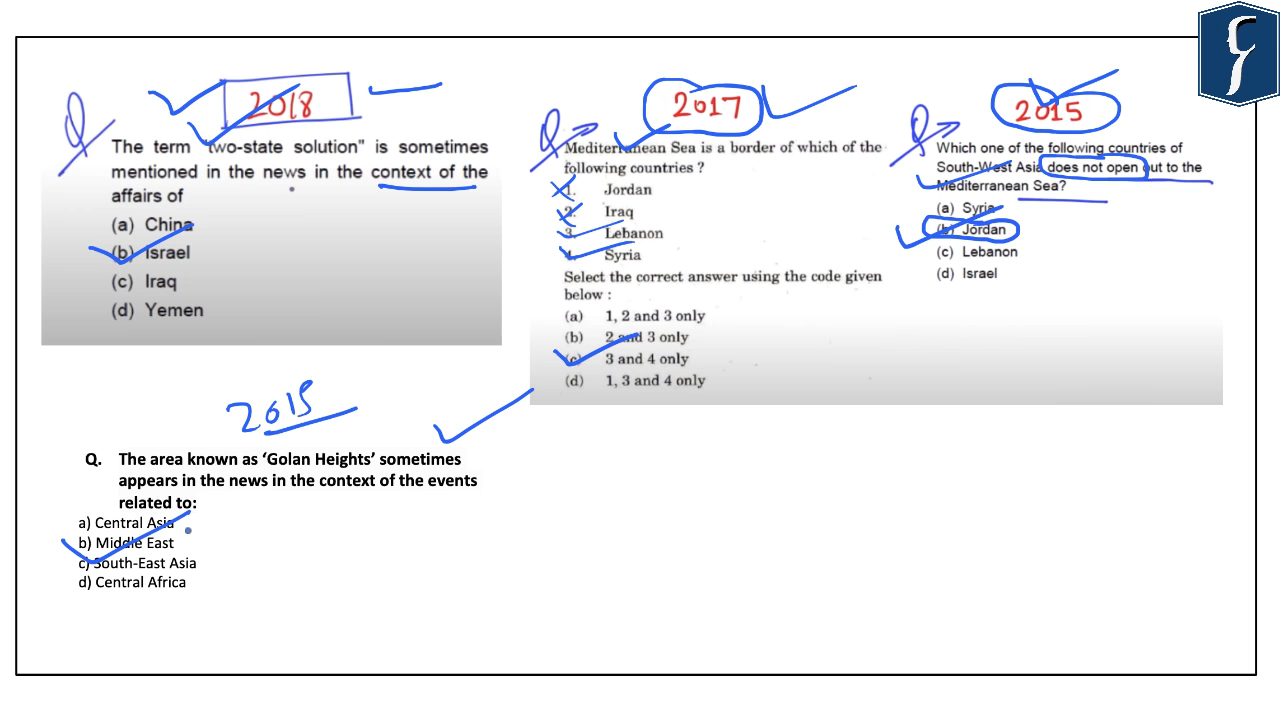 2018
Q
The term "two-state solution" is sometimes
mentioned in the news in the context of the
affairs of
(a) China
(b) Israel
(c) Iraq
(d) Yemen
2017
Q
Mediterranean Sea is a border of which of the
following countries ?
1. Jordan
2. Iraq
3. Lebanon
4. Syria
Select the correct answer using the code given
below :
(a) 1, 2 and 3 only
(b) 2 and 3 only
(c) 3 and 4 only
(d) 1, 3 and 4 only
2015
Q
Which one of the following countries of
South-West Asia does not open out to the
Mediterranean Sea?
(a) Syria
(b) Jordan
(c) Lebanon
(d) Israel
2015
Q. The area known as ‘Golan Heights’ sometimes
appears in the news in the context of the events
related to:
a) Central Asia
b) Middle East
c) South-East Asia
d) Central Africa